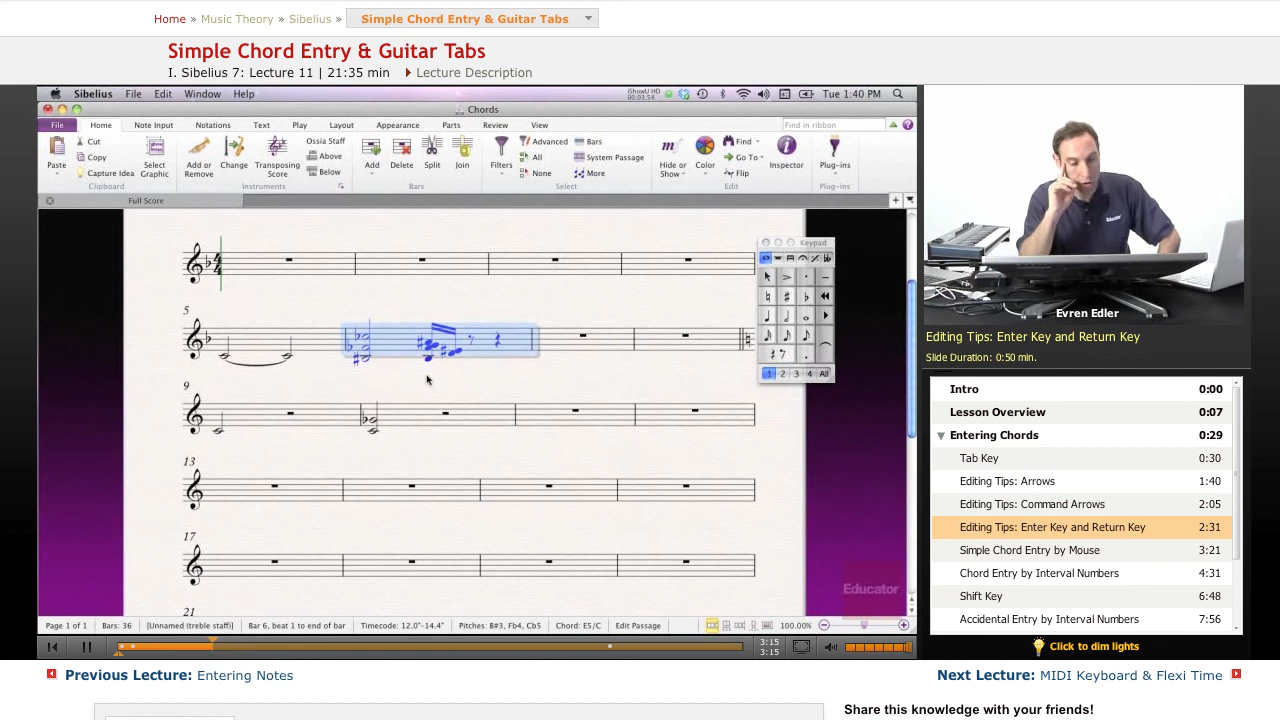 Home » Music Theory » Sibelius » Simple Chord Entry & Guitar Tabs
Simple Chord Entry & Guitar Tabs
I. Sibelius 7: Lecture 11 | 21:35 min Lecture Description
Sibelius File Edit Window Help
iShowU HD
00:03:54
Tue 1:40 PM
Chords
File Home Note Input Notations Text Play Layout Appearance Parts Review View Find in ribbon
Paste Cut Copy Capture Idea Select Graphic
Clipboard
Add or Remove Change Transposing Score Ossia Staff Above Below
Instruments
Add Delete Split Join
Bars
Filters Advanced All None Bars System Passage More
Select
Hide or Show Color Find Go To Flip Inspector
Edit
Plug-ins
Plug-ins
Full Score
Keypad
1 2 3 4 All
5
9
13
17
21
Educator
Page 1 of 1 Bars: 36 [Unnamed (treble staff)] Bar 6, beat 1 to end of bar Timecode: 12.0"-14.4" Pitches: B#3, Fb4, Cb5 Chord: E5/C Edit Passage 100.00%
3:15
3:15
Educator
Evren Edler
Editing Tips: Enter Key and Return Key
Slide Duration: 0:50 min.
Intro 0:00
Lesson Overview 0:07
Entering Chords 0:29
Tab Key 0:30
Editing Tips: Arrows 1:40
Editing Tips: Command Arrows 2:05
Editing Tips: Enter Key and Return Key 2:31
Simple Chord Entry by Mouse 3:21
Chord Entry by Interval Numbers 4:31
Shift Key 6:48
Accidental Entry by Interval Numbers 7:56
Click to dim lights
Previous Lecture: Entering Notes
Next Lecture: MIDI Keyboard & Flexi Time
Share this knowledge with your friends!